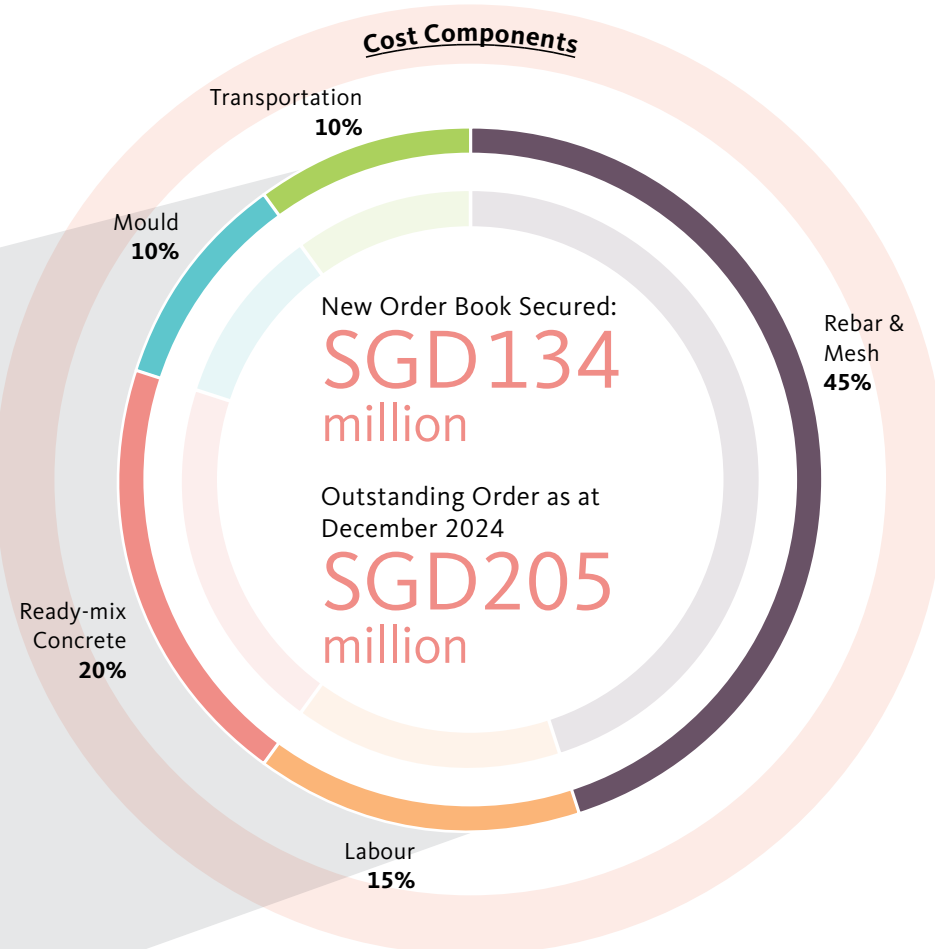 Cost Components
Transportation
10%
Mould
10%
Rebar &
Mesh
45%
New Order Book Secured:
SGD134
million
Outstanding Order as at
December 2024
SGD205
million
Ready-mix
Concrete
20%
Labour
15%